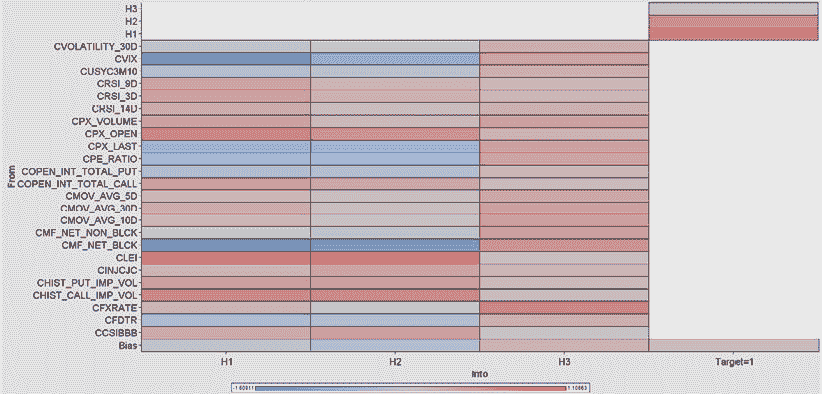 H3
H2
H1
CVOLATILITY_30D
CVIX
CUSYC3M10
CRSI_9D
CRSI_3D
CRSI_14D
CPX_VOLUME
CPX_OPEN
CPX_LAST
CPE_RATIO
COPEN_INT_TOTAL_PUT
COPEN_INT_TOTAL_CALL
CMOV_AVG_5D
CMOV_AVG_30D
CMOV_AVG_10D
CMF_NET_NON_BLCK
CMF_NET_BLCK
CLEI
CINJCJC
CHIST_PUT_IMP_VOL
CHIST_CALL_IMP_VOL
CFXRATE
CFDTR
CCSIBBB
Bias
From
H1 H2 H3 Target=1
Into